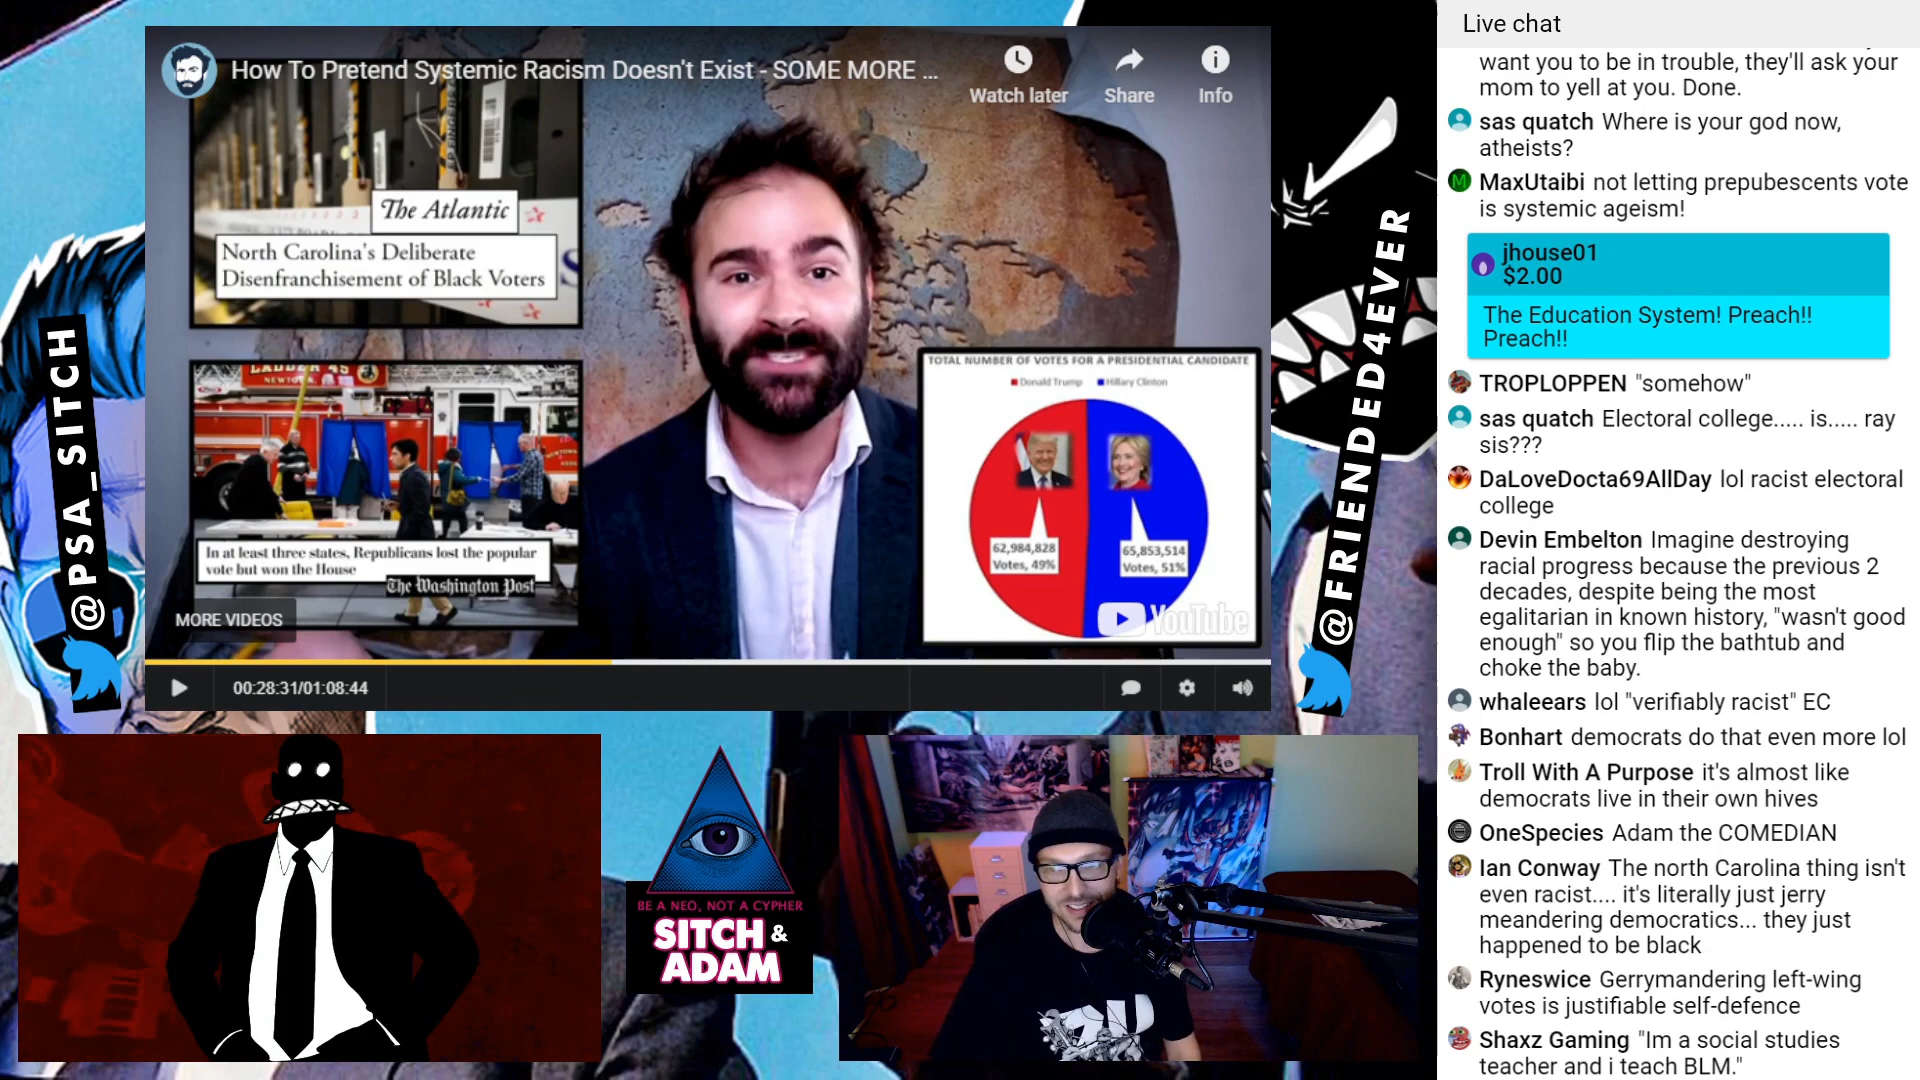 How To Pretend Systemic Racism Doesn't Exist - SOME MORE ...
Watch later
Share
Info
The Atlantic
North Carolina's Deliberate
Disenfranchisement of Black Voters
LADDER 45
In at least three states, Republicans lost the popular
vote but won the House
The Washington Post
MORE VIDEOS
TOTAL NUMBER OF VOTES FOR A PRESIDENTIAL CANDIDATE
Donald Trump
Hillary Clinton
62,984,828
Votes, 49%
65,853,514
Votes, 51%
YouTube
00:28:31/01:08:44
@PSA_SITCH
@FRIENDED4EVER
BE A NEO, NOT A CYPHER
SITCH &
ADAM
Live chat
want you to be in trouble, they'll ask your
mom to yell at you. Done.
sas quatch Where is your god now,
atheists?
M
MaxUtaibi not letting prepubescents vote
is systemic ageism!
jhouse01
$2.00
The Education System! Preach!!
Preach!!
TROPLOPPEN "somehow"
sas quatch Electoral college..... is..... ray
sis???
DaLoveDocta69AllDay lol racist electoral
college
Devin Embelton Imagine destroying
racial progress because the previous 2
decades, despite being the most
egalitarian in known history, "wasn't good
enough" so you flip the bathtub and
choke the baby.
whaleears lol "verifiably racist" EC
Bonhart democrats do that even more lol
Troll With A Purpose it's almost like
democrats live in their own hives
OneSpecies Adam the COMEDIAN
Ian Conway The north Carolina thing isn't
even racist.... it's literally just jerry
meandering democratics... they just
happened to be black
Ryneswice Gerrymandering left-wing
votes is justifiable self-defence
Shaxz Gaming "Im a social studies
teacher and i teach BLM."